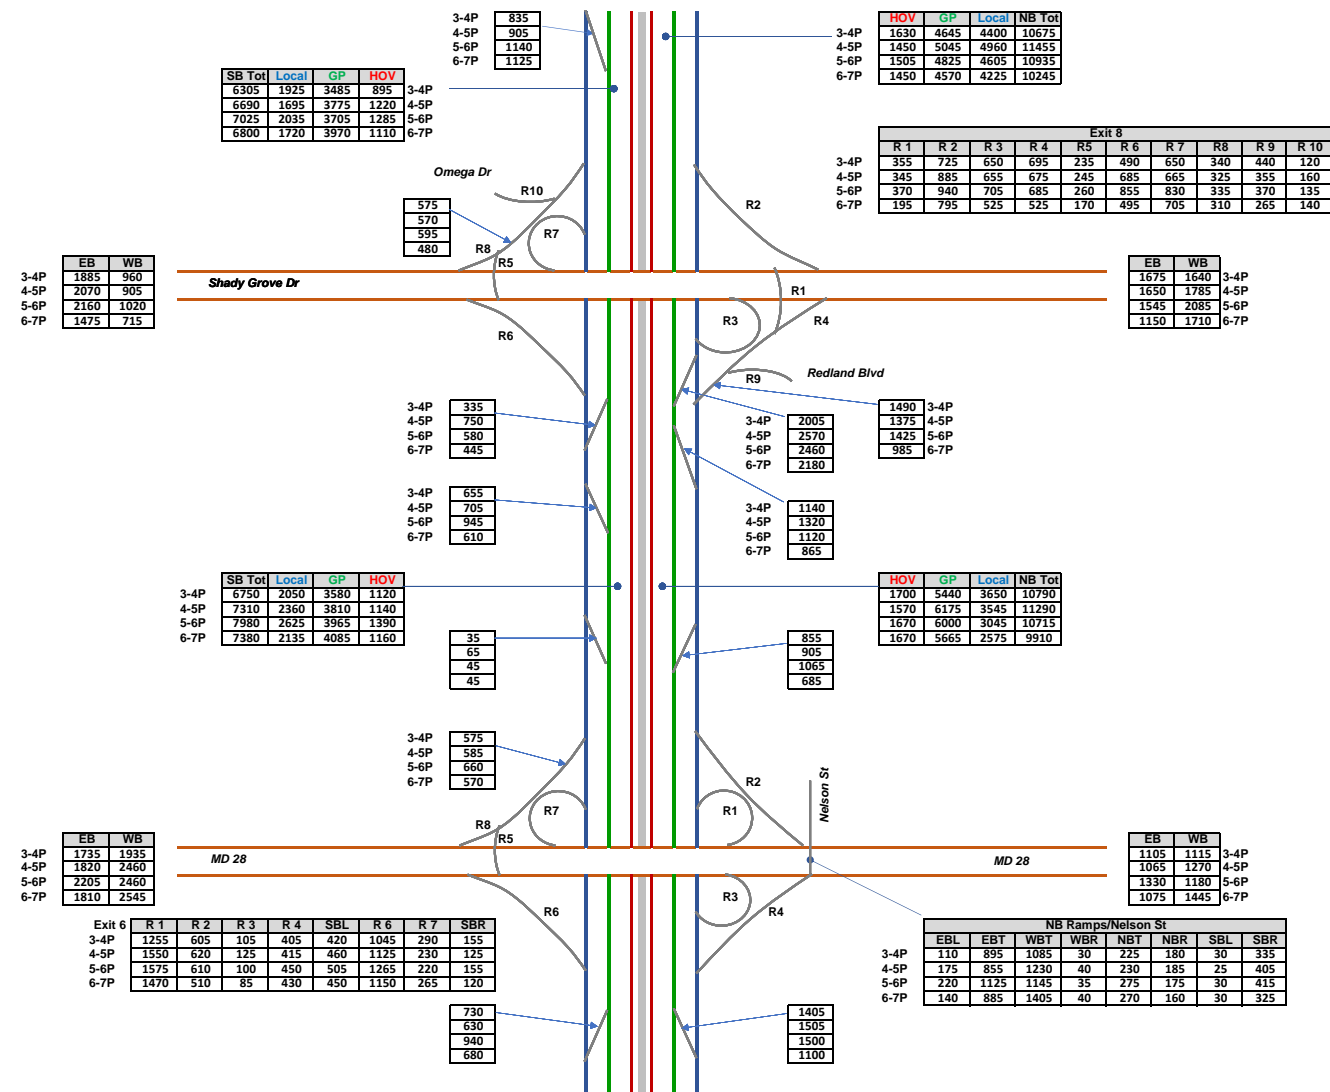 3-4P 835
4-5P 905
5-6P 1140
6-7P 1125
HOV GP Local NB Tot
3-4P 1630 4645 4400 10675
4-5P 1450 5045 4960 11455
5-6P 1505 4825 4605 10935
6-7P 1450 4570 4225 10245
SB Tot Local GP HOV
6305 1925 3485 895 3-4P
6690 1695 3775 1220 4-5P
7025 2035 3705 1285 5-6P
6800 1720 3970 1110 6-7P
Exit 8
R 1 R 2 R 3 R 4 R5 R 6 R 7 R8 R 9 R 10
3-4P 355 725 650 695 235 490 650 340 440 120
4-5P 345 885 655 675 245 685 665 325 355 160
5-6P 370 940 705 685 260 855 830 335 370 135
6-7P 195 795 525 525 170 495 705 310 265 140
Omega Dr
R10
R2
575
570
595
480
R7
R8
R5
EB WB
3-4P 1885 960
4-5P 2070 905
5-6P 2160 1020
6-7P 1475 715
Shady Grove Dr
EB WB
1675 1640 3-4P
1650 1785 4-5P
1545 2085 5-6P
1150 1710 6-7P
R1
R3
R4
R6
R9
Redland Blvd
3-4P 335
4-5P 750
5-6P 580
6-7P 445
1490 3-4P
1375 4-5P
1425 5-6P
985 6-7P
3-4P 2005
4-5P 2570
5-6P 2460
6-7P 2180
3-4P 655
4-5P 705
5-6P 945
6-7P 610
3-4P 1140
4-5P 1320
5-6P 1120
6-7P 865
SB Tot Local GP HOV
3-4P 6750 2050 3580 1120
4-5P 7310 2360 3810 1140
5-6P 7980 2625 3965 1390
6-7P 7380 2135 4085 1160
HOV GP Local NB Tot
1700 5440 3650 10790
1570 6175 3545 11290
1670 6000 3045 10715
1670 5665 2575 9910
35
65
45
45
855
905
1065
685
3-4P 575
4-5P 585
5-6P 660
6-7P 570
R2
Nelson St
R7
R1
R8
R5
EB WB
3-4P 1735 1935
4-5P 1820 2460
5-6P 2205 2460
6-7P 1810 2545
MD 28
MD 28
EB WB
1105 1115 3-4P
1065 1270 4-5P
1330 1180 5-6P
1075 1445 6-7P
R3
R6
R4
Exit 6 R 1 R 2 R 3 R 4 SBL R 6 R 7 SBR
3-4P 1255 605 105 405 420 1045 290 155
4-5P 1550 620 125 415 460 1125 230 125
5-6P 1575 610 100 450 505 1265 220 155
6-7P 1470 510 85 430 450 1150 265 120
NB Ramps/Nelson St
EBL EBT WBT WBR NBT NBR SBL SBR
3-4P 110 895 1085 30 225 180 30 335
4-5P 175 855 1230 40 230 185 25 405
5-6P 220 1125 1145 35 275 175 30 415
6-7P 140 885 1405 40 270 160 30 325
730
630
940
680
1405
1505
1500
1100